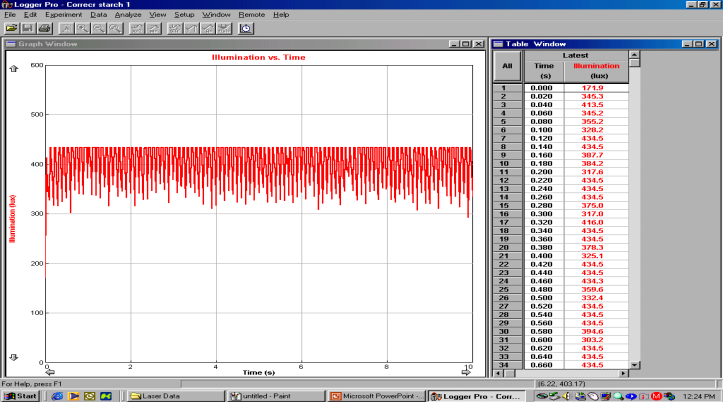 Logger Pro - Correcr starch 1
File Edit Experiment Data Analyze View Setup Window Remote Help
Graph Window
Illumination vs. Time
600
500
400
300
200
100
0
Illumination (lux)
0 2 4 6 8 10
Time (s)
Table Window
Latest
All Time Illumination
(s) (lux)
1 0.000 171.9
2 0.020 345.3
3 0.040 413.5
4 0.060 345.2
5 0.080 355.2
6 0.100 328.2
7 0.120 434.5
8 0.140 434.5
9 0.160 387.7
10 0.180 384.2
11 0.200 317.6
12 0.220 434.5
13 0.240 434.5
14 0.260 434.5
15 0.280 375.0
16 0.300 317.0
17 0.320 416.0
18 0.340 434.5
19 0.360 434.5
20 0.380 378.3
21 0.400 325.1
22 0.420 434.5
23 0.440 434.5
24 0.460 434.3
25 0.480 359.6
26 0.500 332.4
27 0.520 434.5
28 0.540 434.5
29 0.560 434.5
30 0.580 394.6
31 0.600 303.2
32 0.620 434.5
33 0.640 434.5
34 0.660 434.5
For Help, press F1
(6.22, 403.17)
Start Laser Data untitled - Paint Microsoft PowerPoint -... Logger Pro - Corr... 12:24 PM